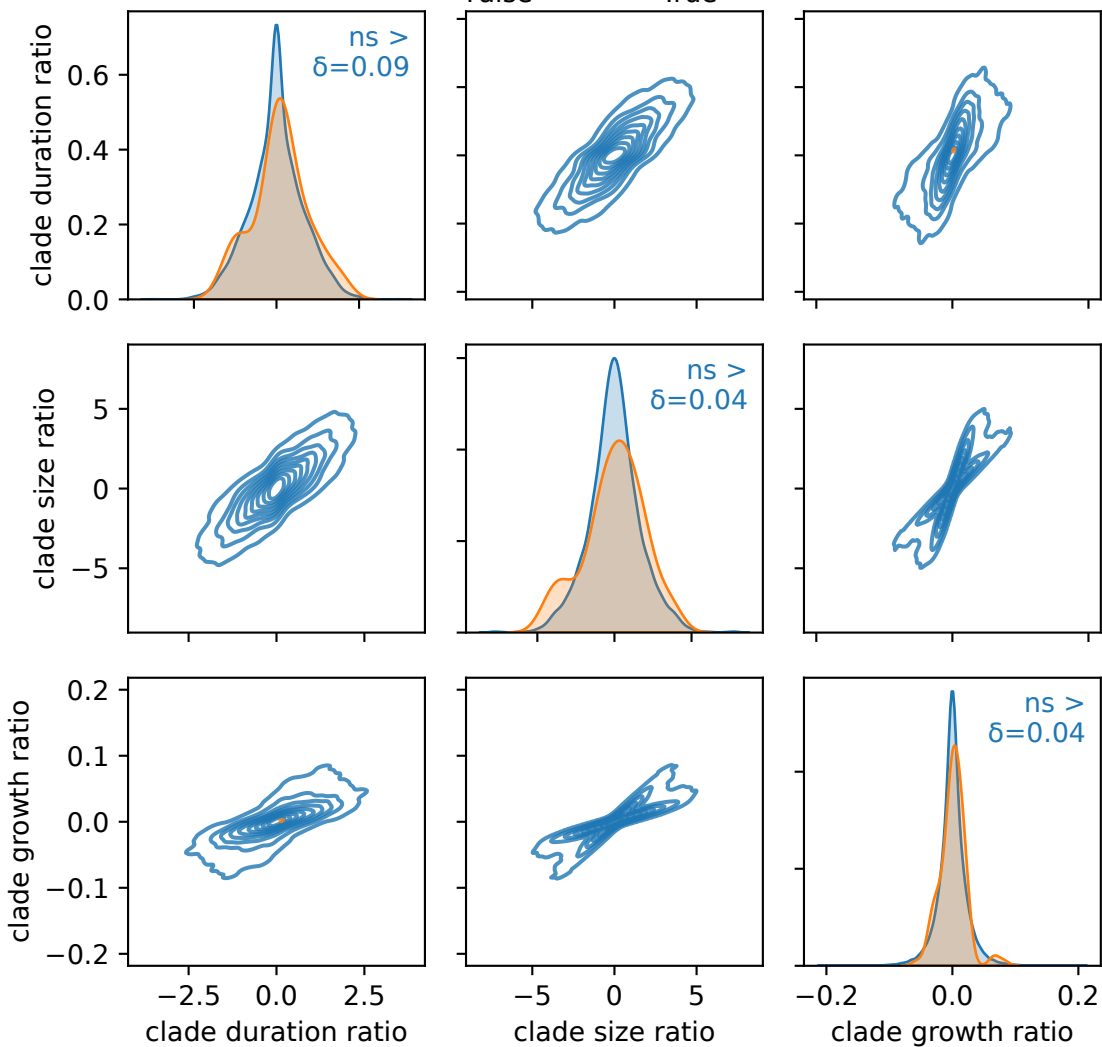 raise True
clade duration ratio
0.6
0.4
0.2
0.0
ns >
δ=0.09
clade size ratio
5
0
−5
ns >
δ=0.04
clade growth ratio
0.2
0.1
0.0
−0.1
−0.2
ns >
δ=0.04
−2.5 0.0 2.5
−5 0 5
−0.2 0.0 0.2
clade duration ratio
clade size ratio
clade growth ratio